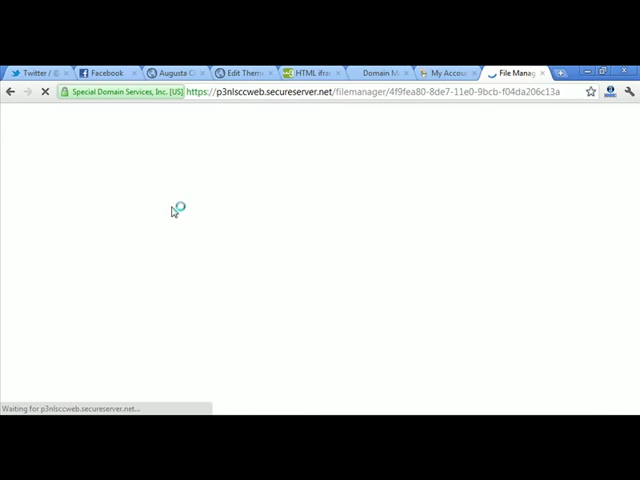 Twitter / @ Facebook Augusta C Edit Them HTML ifra Domain M My Accou File Manag
Special Domain Services, Inc. [US] https://p3nlsccweb.secureserver.net/filemanager/4f9fea80-8de7-11e0-9bcb-f04da206c13a
Waiting for p3nlsccweb.secureserver.net...